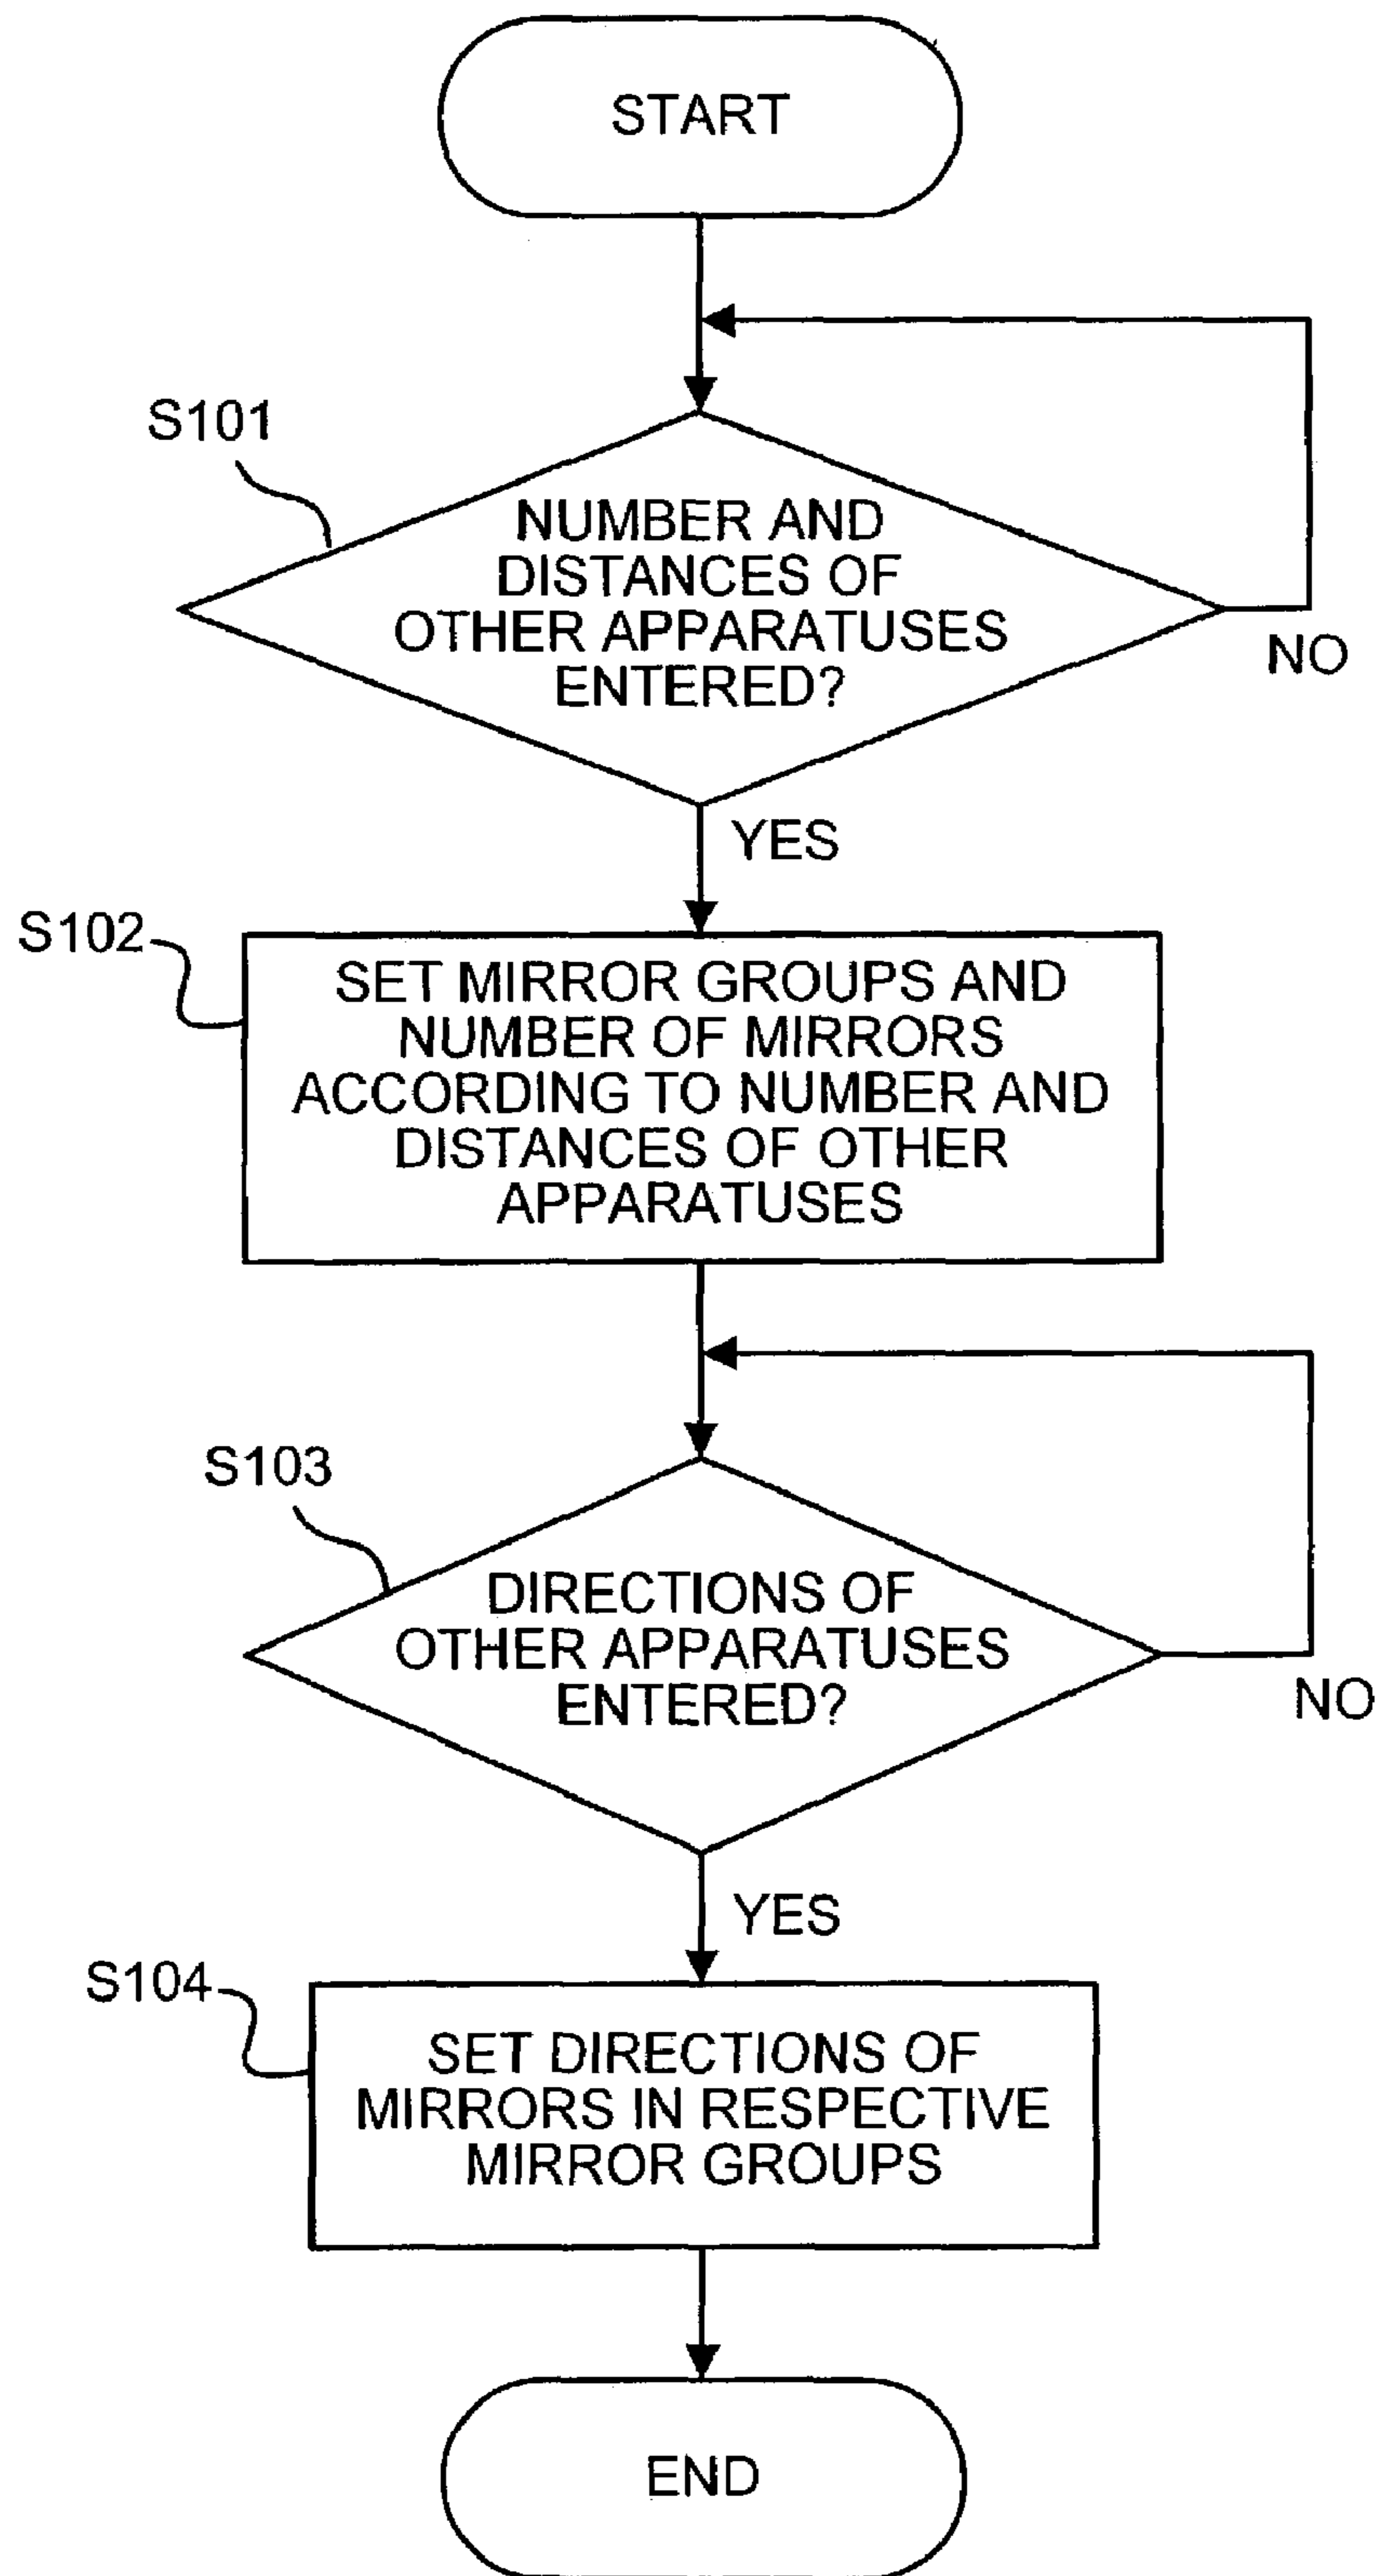 START
S101
NUMBER AND
DISTANCES OF
OTHER APPARATUSES
ENTERED?
NO
YES
S102
SET MIRROR GROUPS AND
NUMBER OF MIRRORS
ACCORDING TO NUMBER AND
DISTANCES OF OTHER
APPARATUSES
S103
DIRECTIONS OF
OTHER APPARATUSES
ENTERED?
NO
YES
S104
SET DIRECTIONS OF
MIRRORS IN RESPECTIVE
MIRROR GROUPS
END